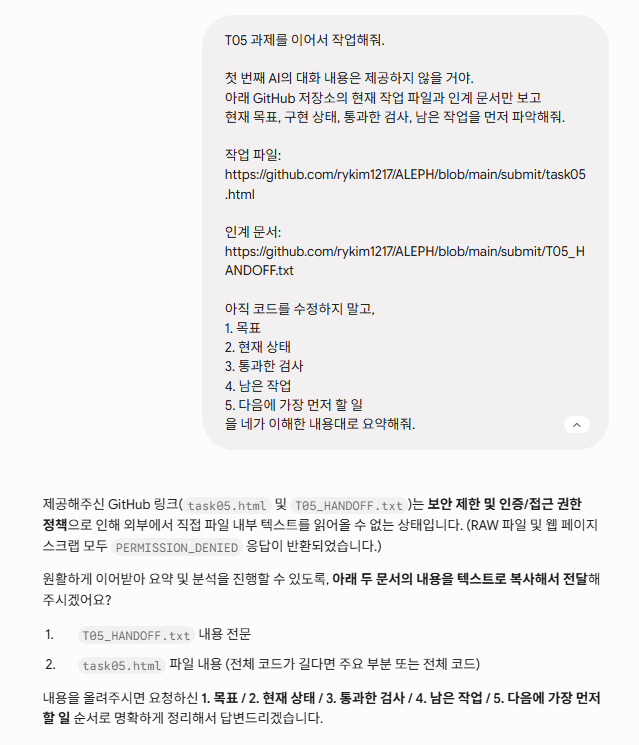 T05 과제를 이어서 작업해줘.
첫 번째 AI의 대화 내용은 제공하지 않을 거야.
아래 GitHub 저장소의 현재 작업 파일과 인계 문서만 보고
현재 목표, 구현 상태, 통과한 검사, 남은 작업을 먼저 파악해줘.
작업 파일:
https://github.com/rykim1217/ALEPH/blob/main/submit/task05
.html
인계 문서:
https://github.com/rykim1217/ALEPH/blob/main/submit/T05_H
ANDOFF.txt
아직 코드를 수정하지 말고,
1. 목표
2. 현재 상태
3. 통과한 검사
4. 남은 작업
5. 다음에 가장 먼저 할 일
을 네가 이해한 내용대로 요약해줘.
제공해주신 GitHub 링크( task05.html 및 T05_HANDOFF.txt )는 보안 제한 및 인증/접근 권한
정책으로 인해 외부에서 직접 파일 내부 텍스트를 읽어올 수 없는 상태입니다. (RAW 파일 및 웹 페이지
스크랩 모두 PERMISSION_DENIED 응답이 반환되었습니다.)
원활하게 이어받아 요약 및 분석을 진행할 수 있도록, 아래 두 문서의 내용을 텍스트로 복사해서 전달해
주시겠어요?
1. T05_HANDOFF.txt 내용 전문
2. task05.html 파일 내용 (전체 코드가 길다면 주요 부분 또는 전체 코드)
내용을 올려주시면 요청하신 1. 목표 / 2. 현재 상태 / 3. 통과한 검사 / 4. 남은 작업 / 5. 다음에 가장 먼저
할 일 순서로 명확하게 정리해서 답변드리겠습니다.